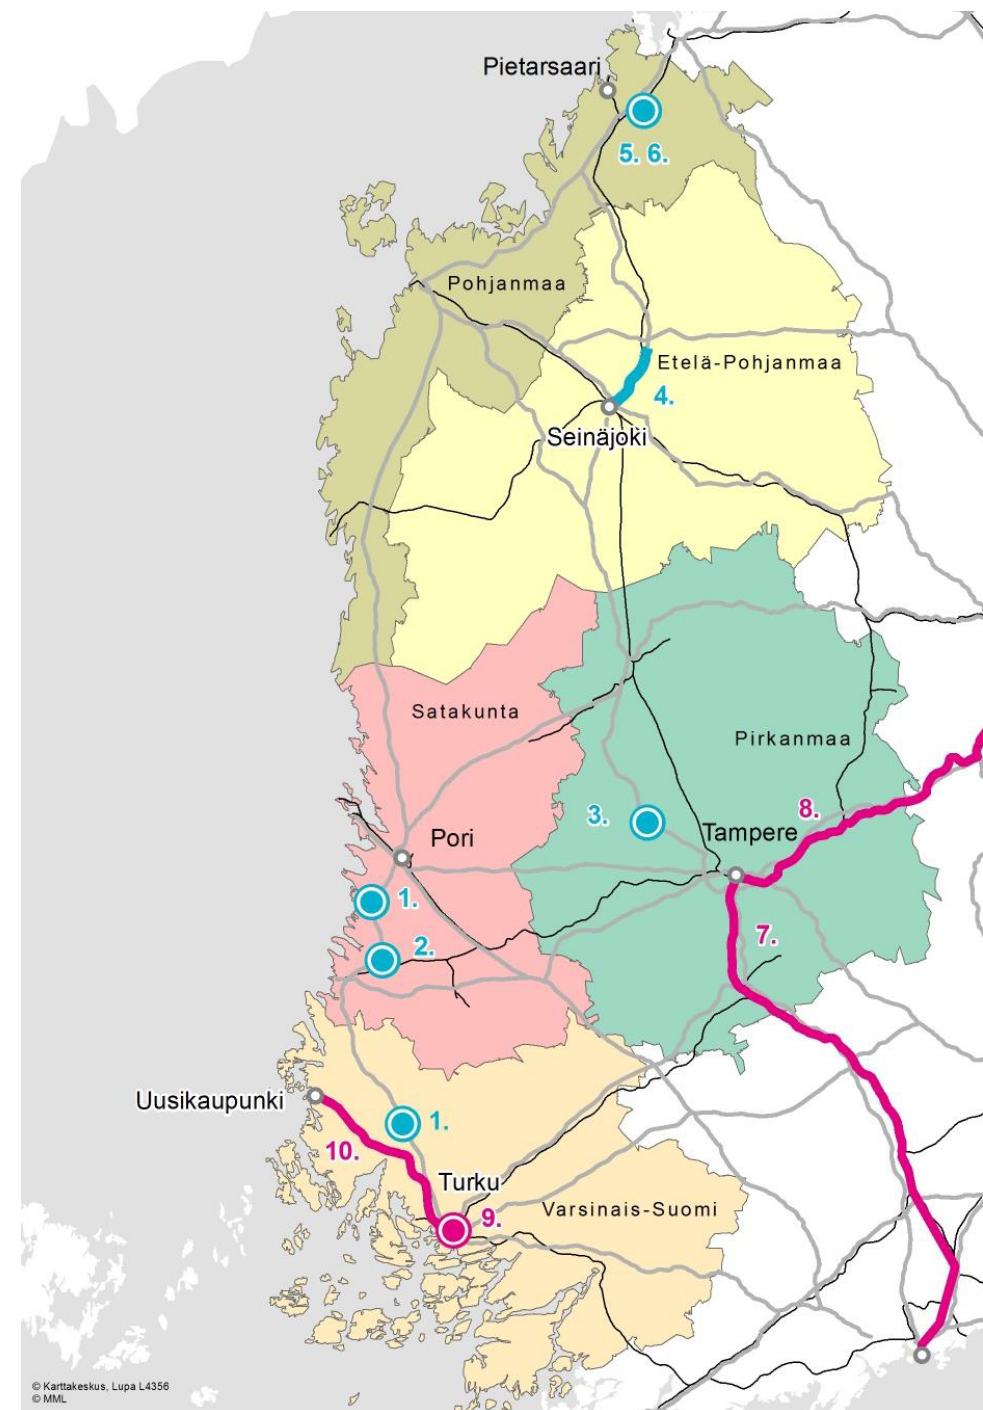 Pietarsaari
5. 6.
Pohjanmaa
Etelä-Pohjanmaa
4.
Seinäjoki
Satakunta
Pirkanmaa
8.
3.
Tampere
Pori
1.
7.
2.
Uusikaupunki
1.
10.
Turku
9.
Varsinais-Suomi
© Karttakeskus, Lupa L4356
© MML